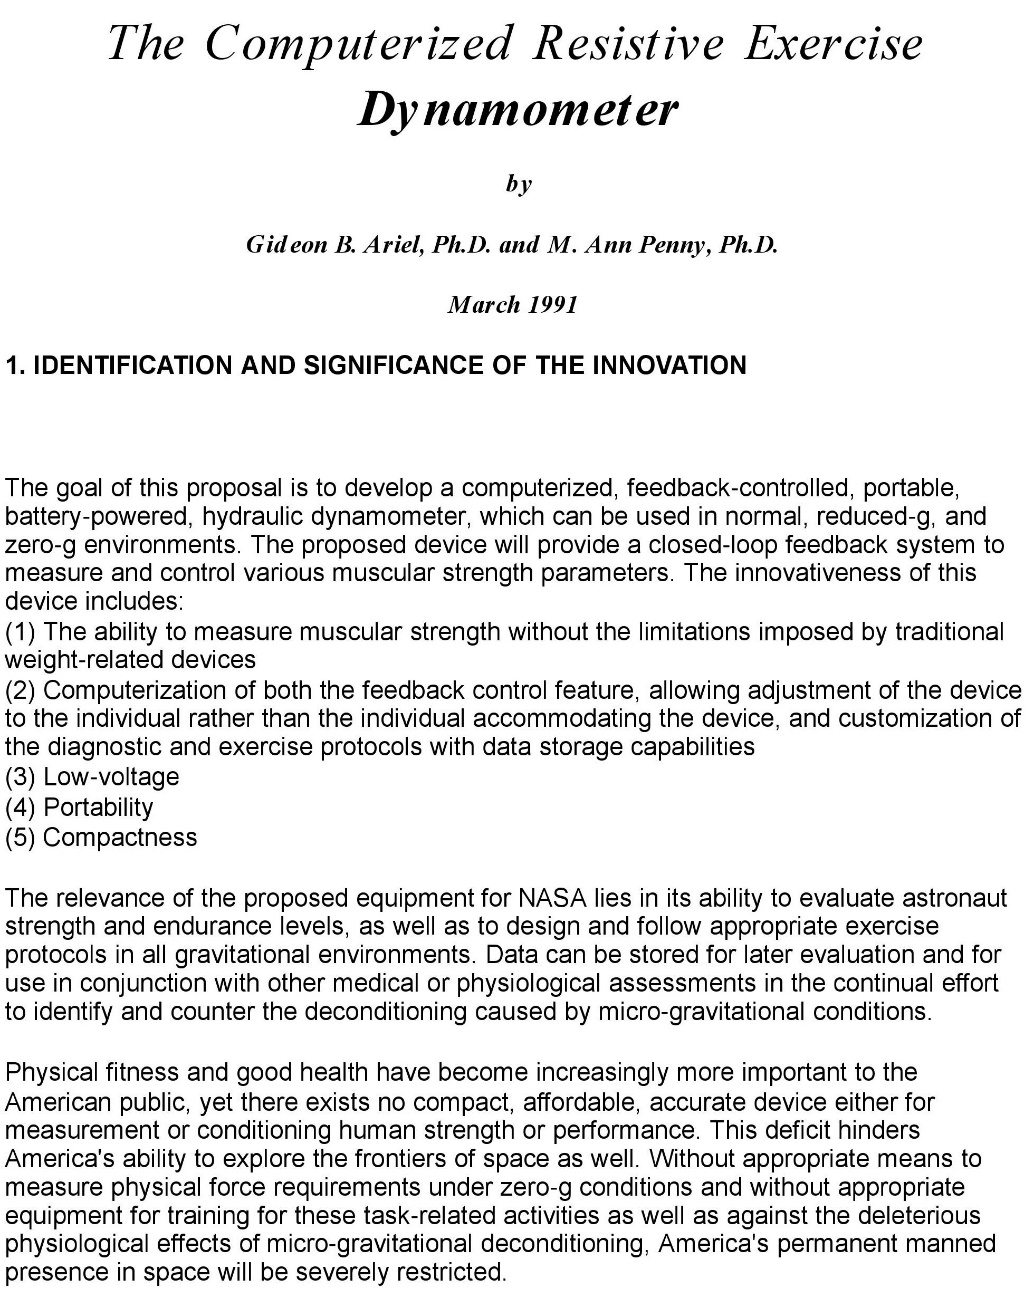 The Computerized Resistive Exercise
Dynamometer
by
Gideon B. Ariel, Ph.D. and M. Ann Penny, Ph.D.
March 1991
1. IDENTIFICATION AND SIGNIFICANCE OF THE INNOVATION
The goal of this proposal is to develop a computerized, feedback-controlled, portable,
battery-powered, hydraulic dynamometer, which can be used in normal, reduced-g, and
zero-g environments. The proposed device will provide a closed-loop feedback system to
measure and control various muscular strength parameters. The innovativeness of this
device includes:
(1) The ability to measure muscular strength without the limitations imposed by traditional
weight-related devices
(2) Computerization of both the feedback control feature, allowing adjustment of the device
to the individual rather than the individual accommodating the device, and customization of
the diagnostic and exercise protocols with data storage capabilities
(3) Low-voltage
(4) Portability
(5) Compactness
The relevance of the proposed equipment for NASA lies in its ability to evaluate astronaut
strength and endurance levels, as well as to design and follow appropriate exercise
protocols in all gravitational environments. Data can be stored for later evaluation and for
use in conjunction with other medical or physiological assessments in the continual effort
to identify and counter the deconditioning caused by micro-gravitational conditions.
Physical fitness and good health have become increasingly more important to the
American public, yet there exists no compact, affordable, accurate device either for
measurement or conditioning human strength or performance. This deficit hinders
America's ability to explore the frontiers of space as well. Without appropriate means to
measure physical force requirements under zero-g conditions and without appropriate
equipment for training for these task-related activities as well as against the deleterious
physiological effects of micro-gravitational deconditioning, America's permanent manned
presence in space will be severely restricted.